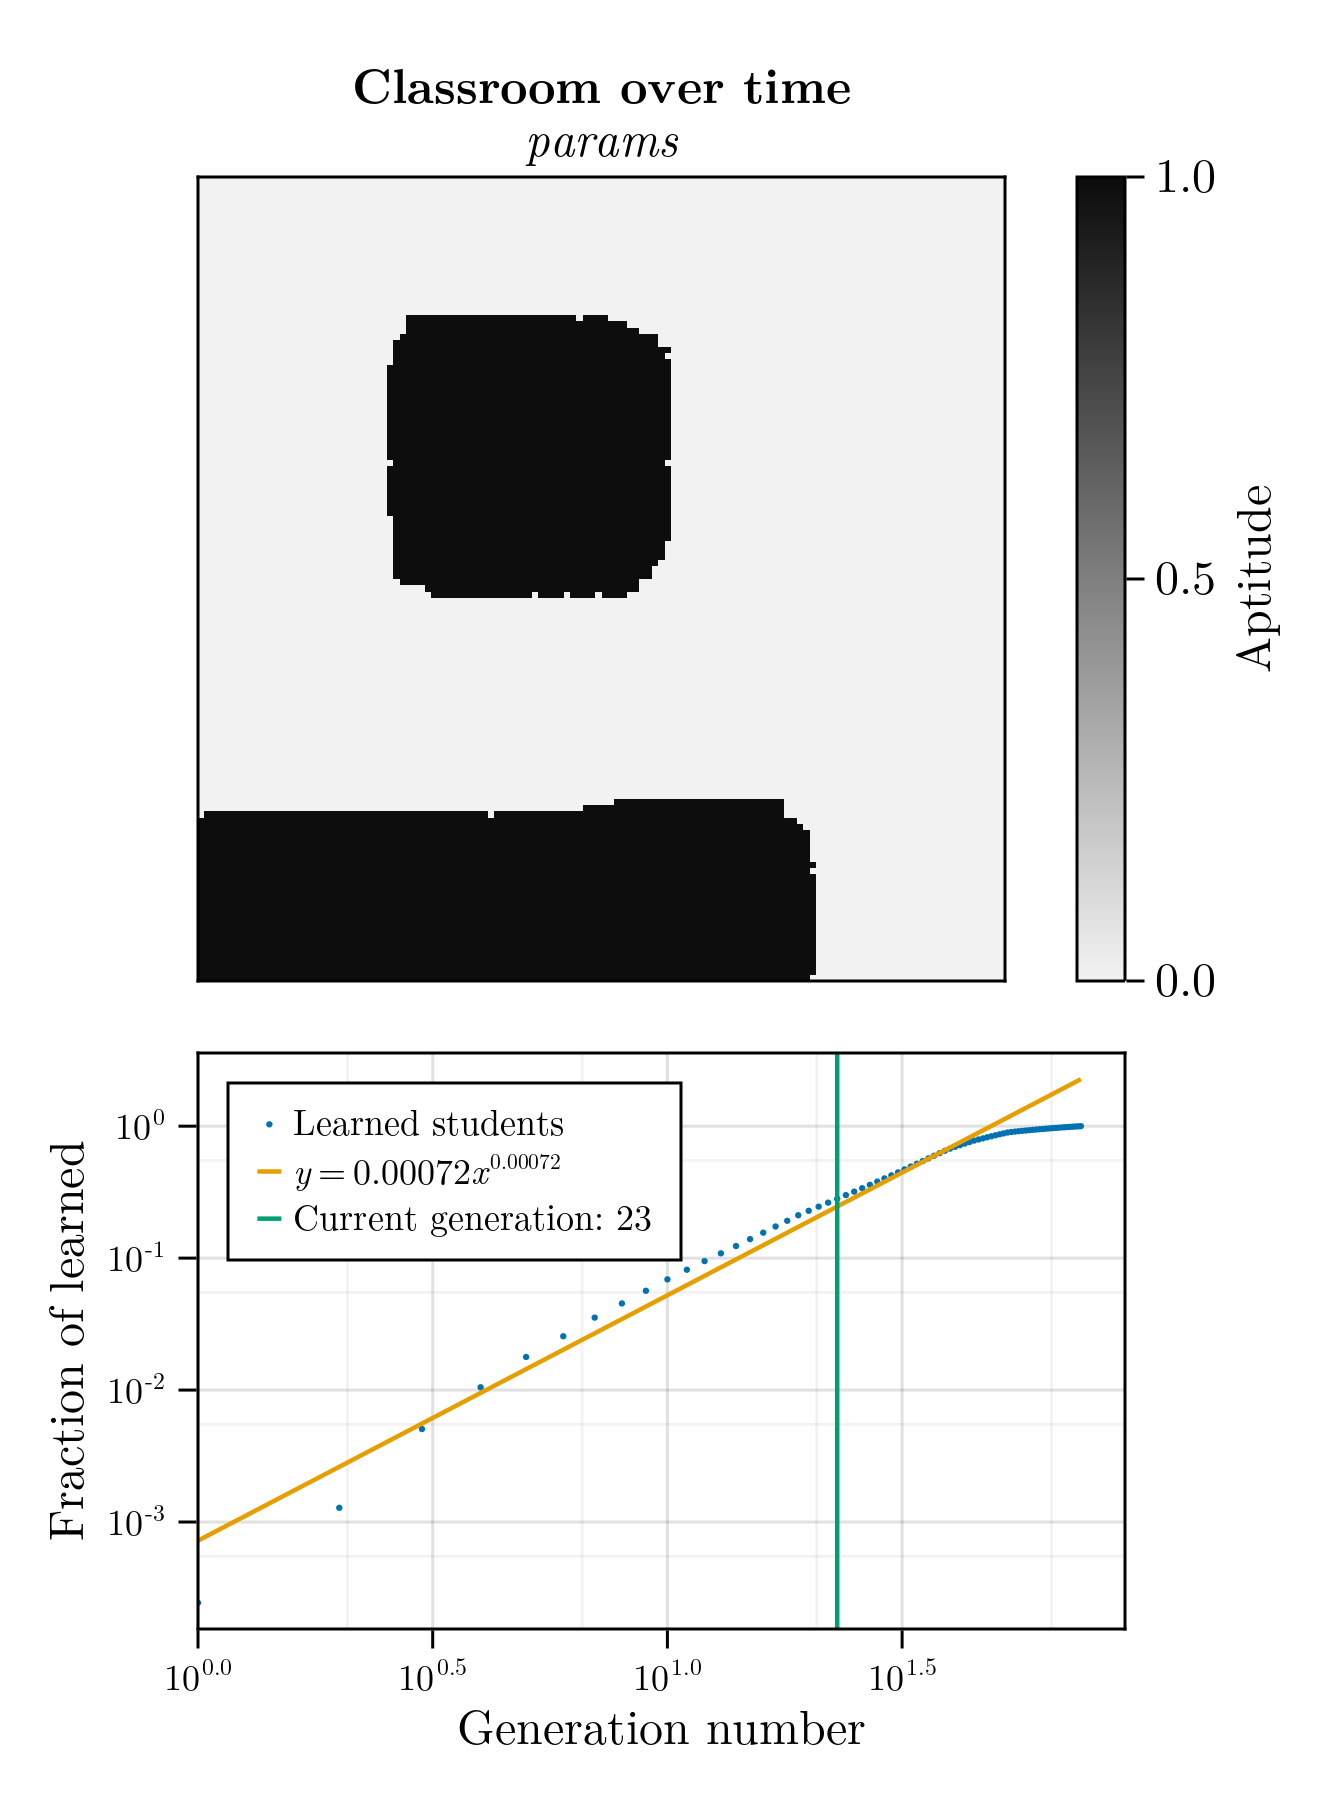 Classroom over time
params
1.0
0.5
0.0
Aptitude
Learned students
y = 0.00072x^0.00072
Current generation: 23
10^0
10^-1
10^-2
10^-3
Fraction of learned
10^0.0 10^0.5 10^1.0 10^1.5
Generation number